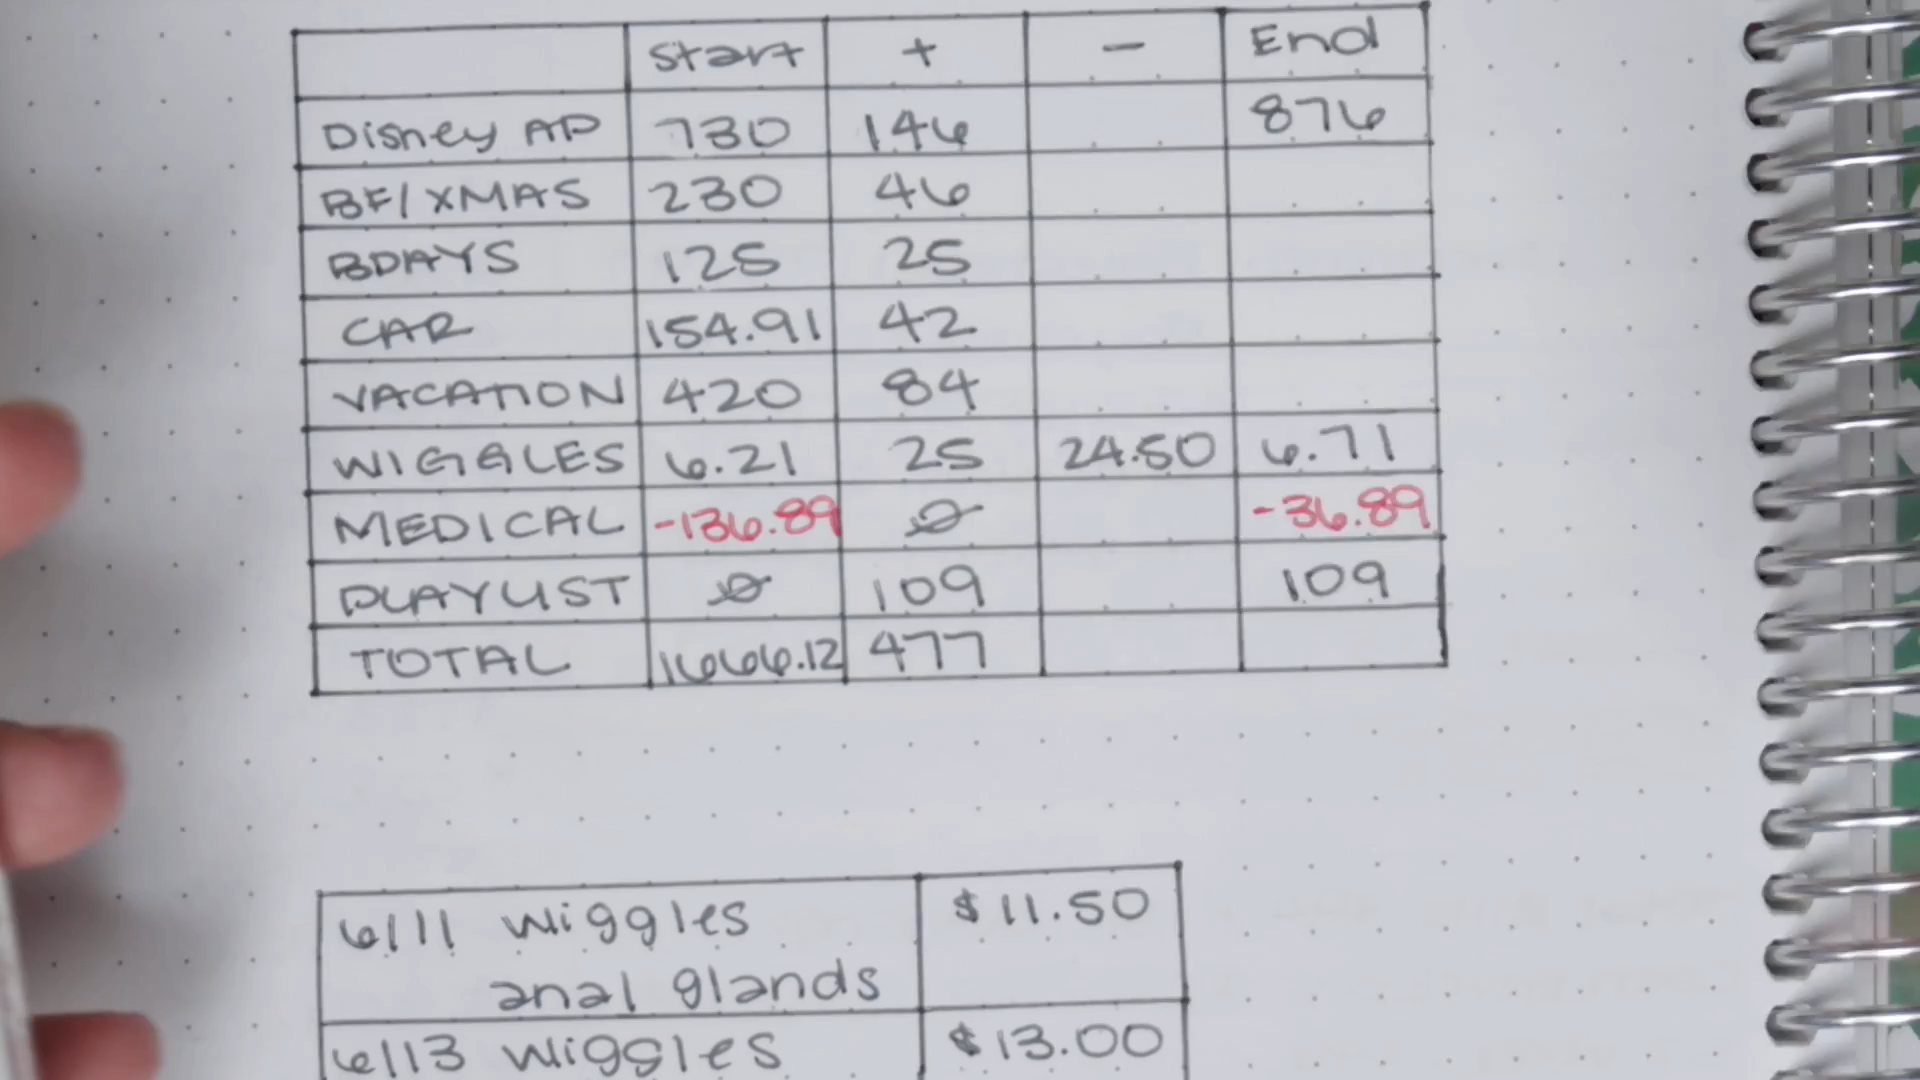 Start + - End
Disney AP 730 146 876
BF/XMAS 230 46
BDAYS 125 25
CAR 154.91 42
VACATION 420 84
WIGGLES 6.21 25 24.50 6.71
MEDICAL -136.89 Ø -36.89
PLAYLIST Ø 109 109
TOTAL 1666.12 477
6/11 wiggles $11.50
anal glands
6/13 wiggles $13.00